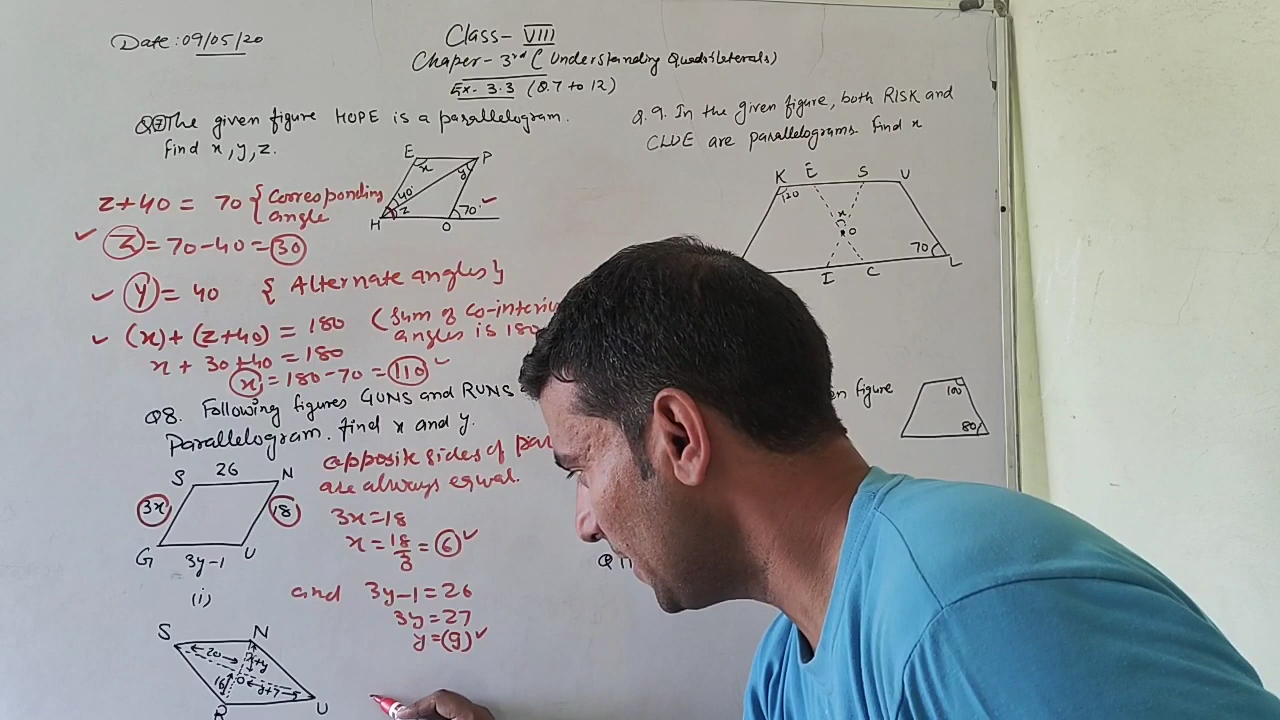 Date: 09/05/20
Class- VIII
Chaper - 3rd ( Understanding Quadrilaterals)
Ex- 3.3 (Q.7 to 12)
Q7 The given figure HOPE is a parallelogram.
find x, y, z.
E P
x y
40
z 70
H O
z+40 = 70 { Corresponding
angle
z = 70-40 = 30
y = 40 { Alternate angles }
(x) + (z+40) = 180 (Sum of co-interior
angles is 180
x + 30+40 = 180
x = 180-70 = 110
Q8. Following figures GUNS and RUNS
Parallelogram. find x and y.
S 26 N
3x 18
G 3y-1 U
(i)
opposite sides of
are always equal.
3x = 18
x = 18/3 = 6
and 3y-1 = 26
3y = 27
y = (9)
S N
20 x+y
16 O y+7
R U
Q.9. In the given figure, both RISK and
CLUE are parallelograms. Find x
K E S U
120
x
O
70
I C L
figure
100
80